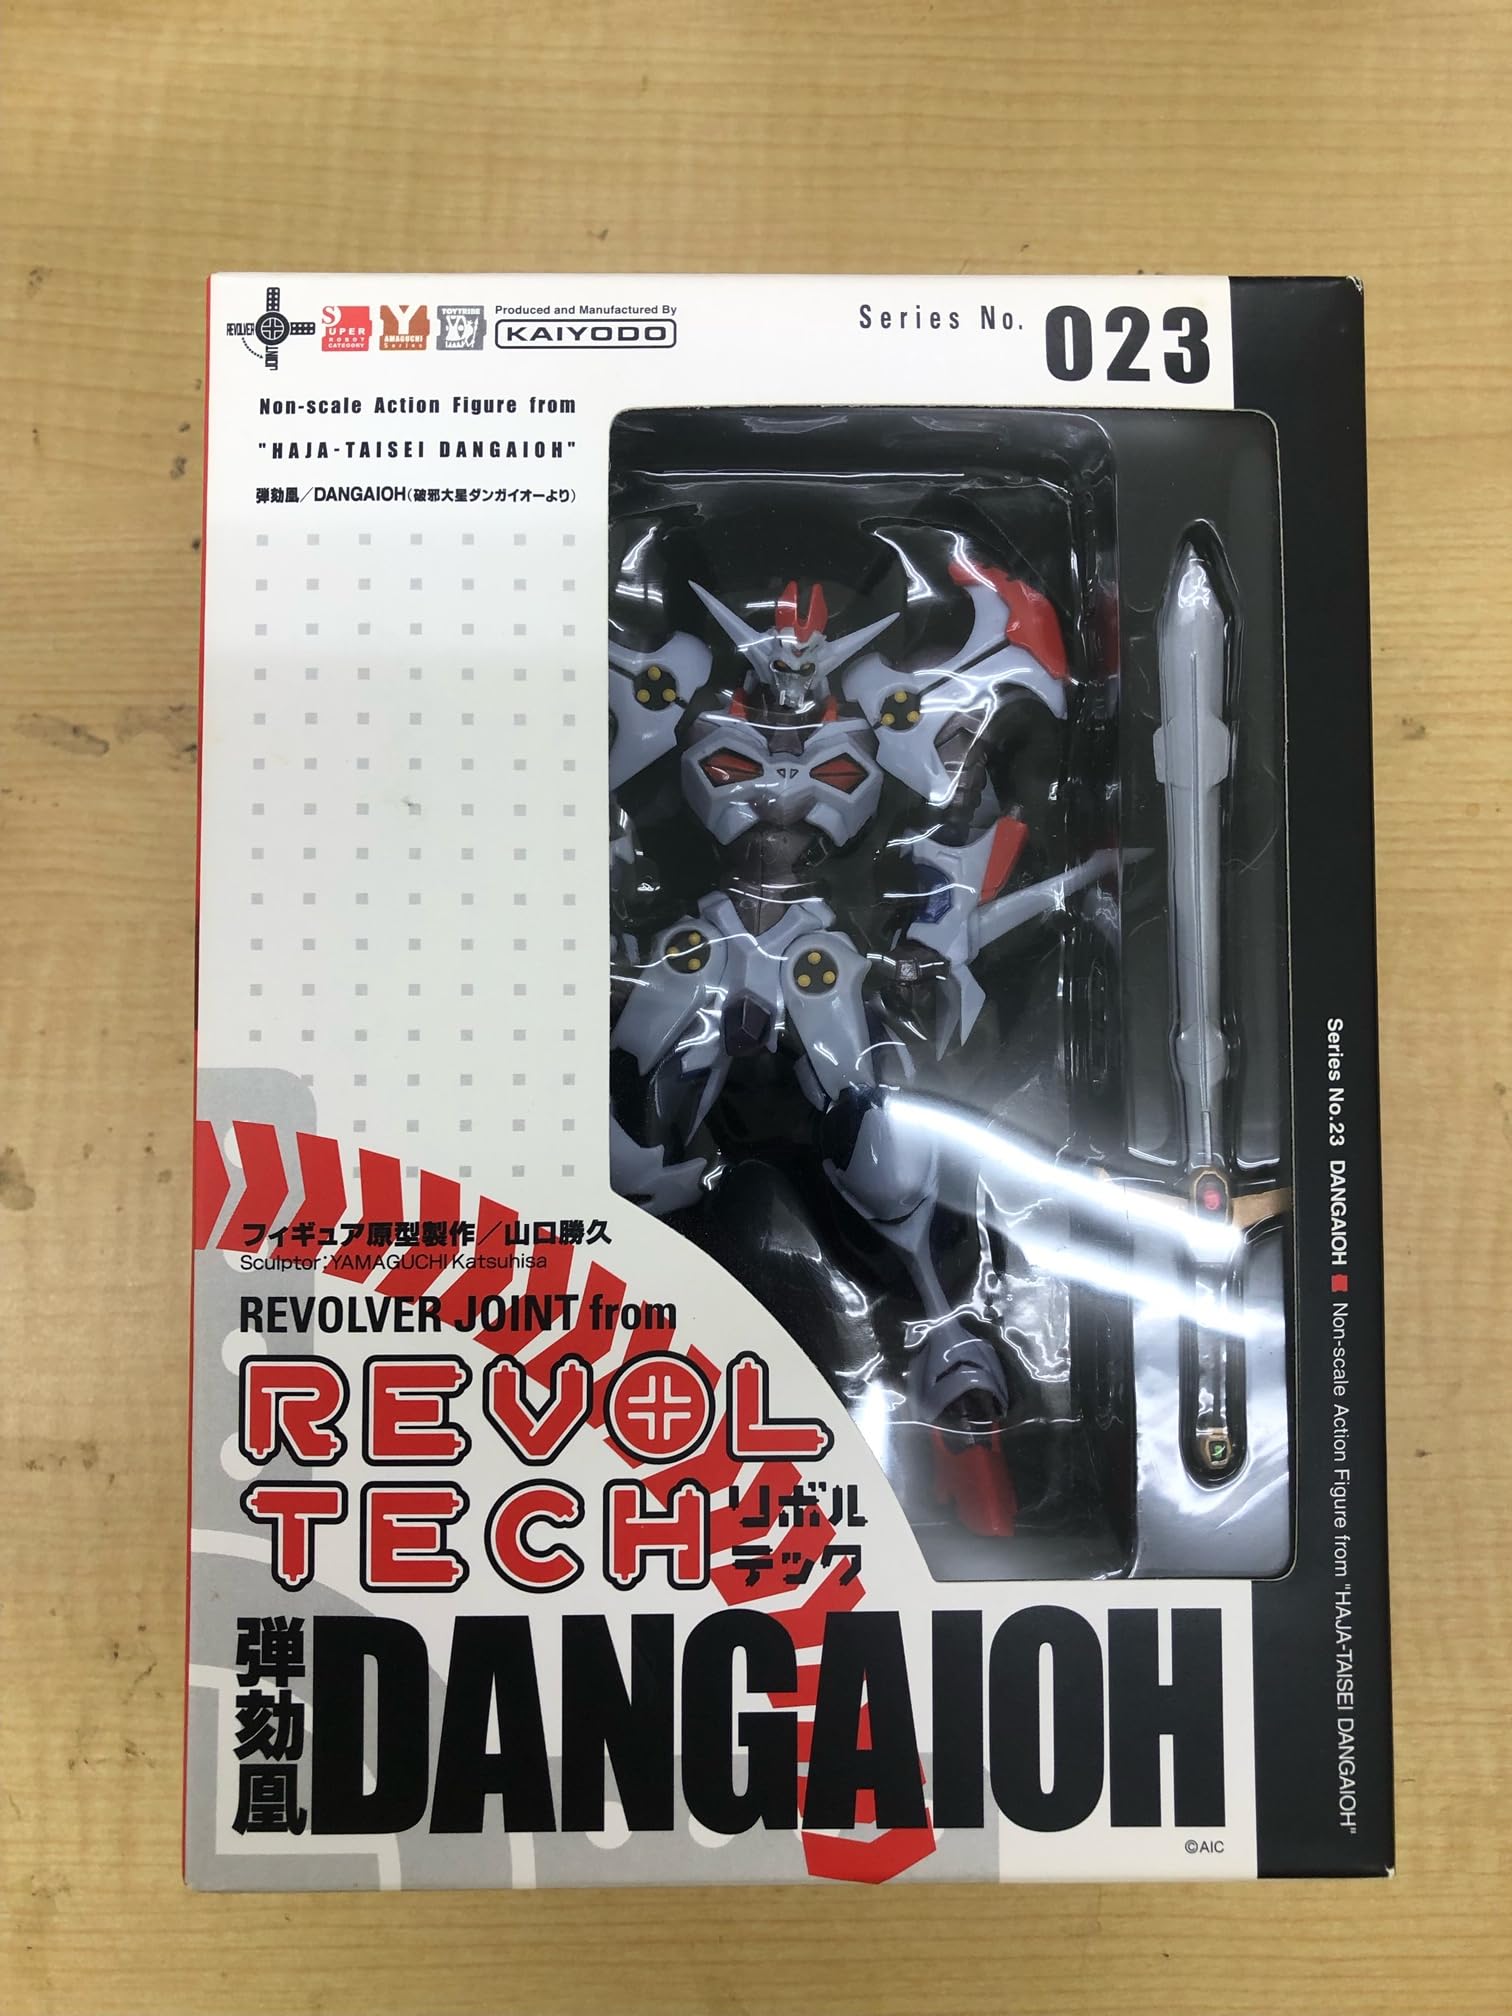 REVOLVER
JOINT
SUPER
ROBOT
CATEGORY
YAMAGUCHI
Series
TOYTRIBE
Produced and Manufactured By
KAIYODO
Series No. 023
Non-scale Action Figure from
"HAJA-TAISEI DANGAIOH"
弾劾凰／DANGAIOH(破邪大星ダンガイオーより)
フィギュア原型製作／山口勝久
Sculptor:YAMAGUCHI Katsuhisa
REVOLVER JOINT from
REVOL
TECH リボル
テック
弾劾凰 DANGAIOH
©AIC
Series No.23 DANGAIOH Non-scale Action Figure from "HAJA-TAISEI DANGAIOH"